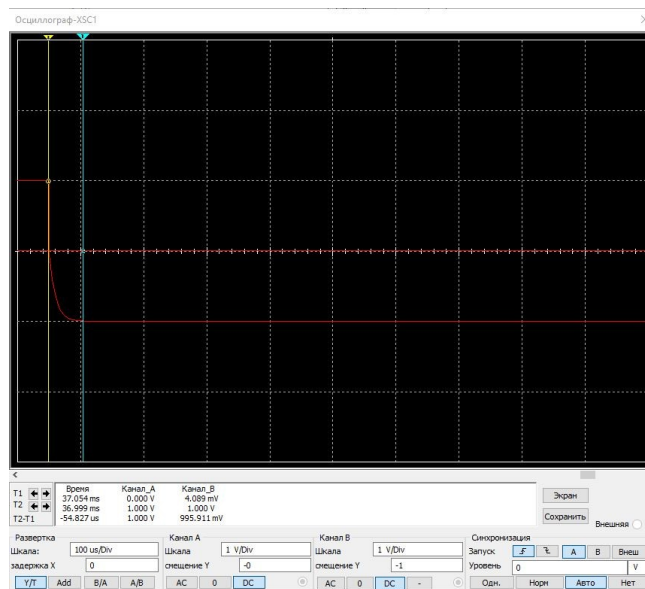 Осциллограф-XSC1
Время Канал_A Канал_B
T1 37.054 ms 0.000 V 4.089 mV
T2 36.999 ms 1.000 V 1.000 V
T2-T1 -54.827 us 1.000 V 995.911 mV
Экран
Сохранить
Внешняя
Развертка
Шкала: 100 us/Div
задержка X 0
Y/T Add B/A A/B
Канал A
Шкала 1 V/Div
смещение Y -0
AC 0 DC
Канал B
Шкала 1 V/Div
смещение Y -1
AC 0 DC -
Синхронизация
Запуск A B Внеш
Уровень 0 V
Одн. Норм Авто Нет